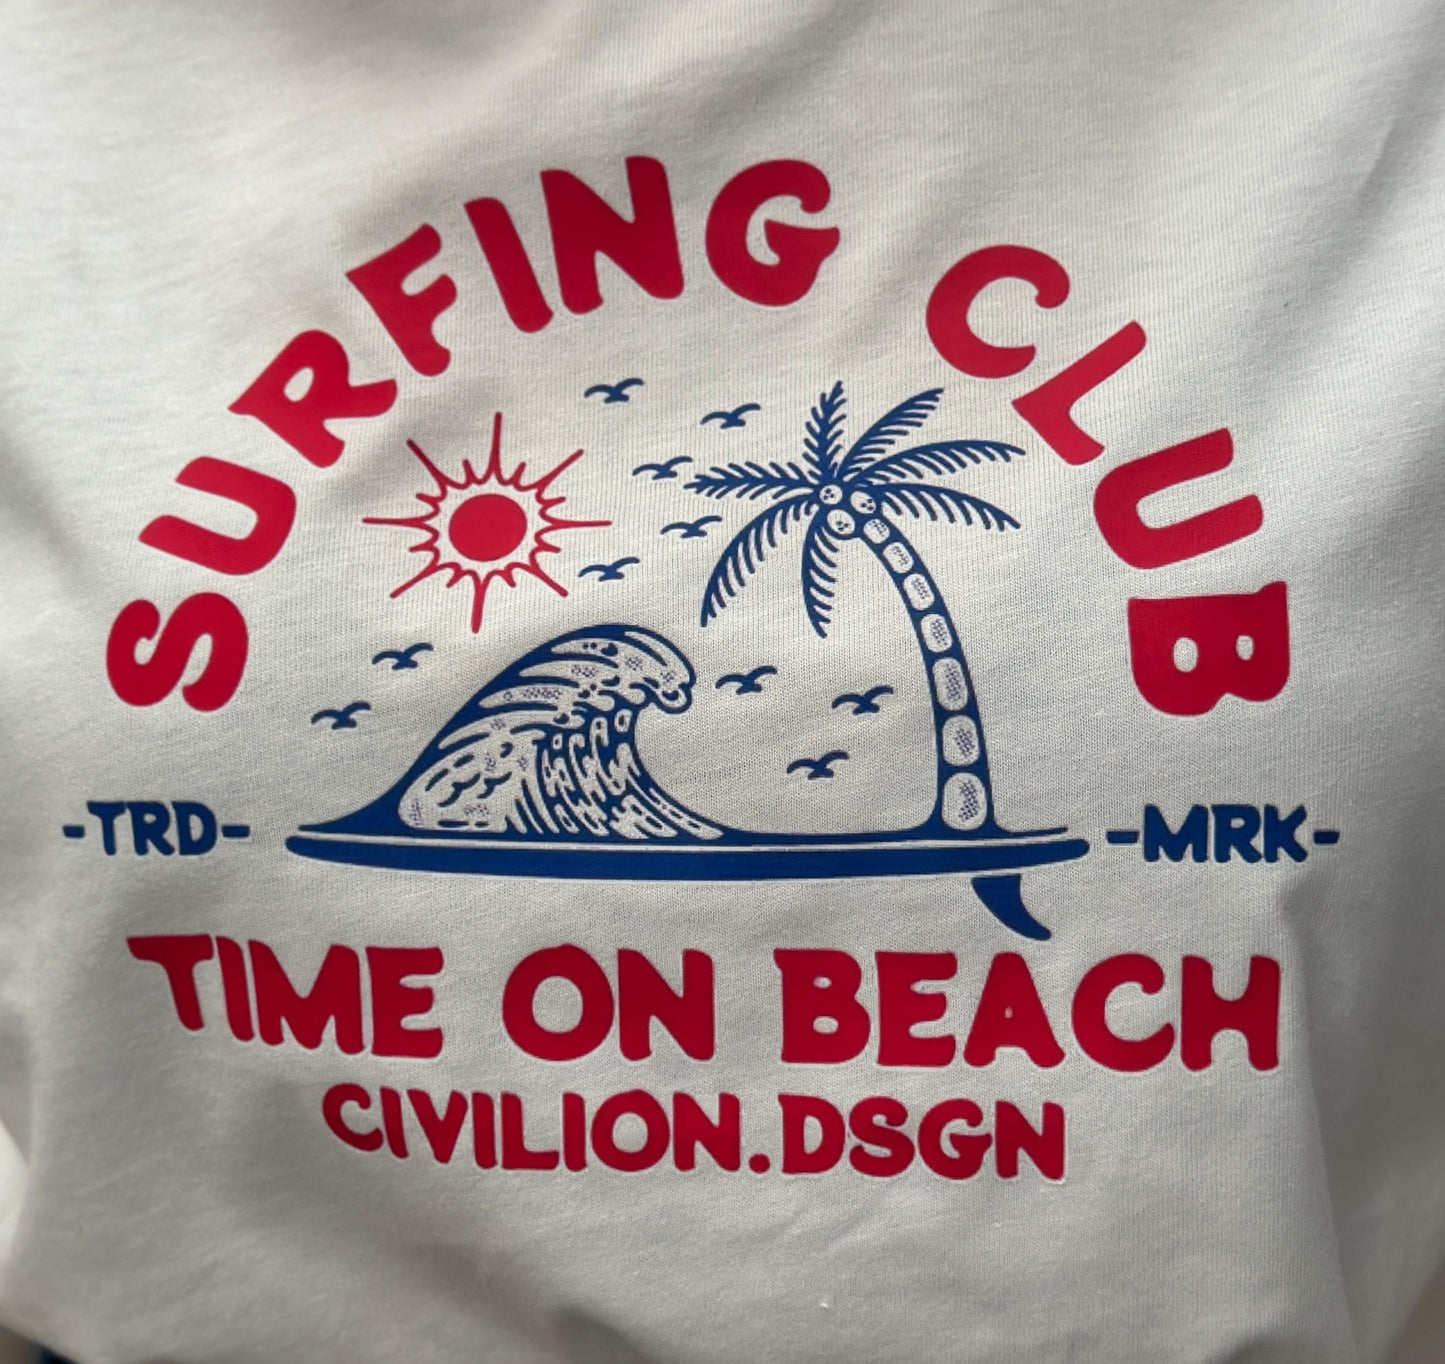 SURFING CLUB
-TRD- -MRK-
TIME ON BEACH
CIVILION.DSGN